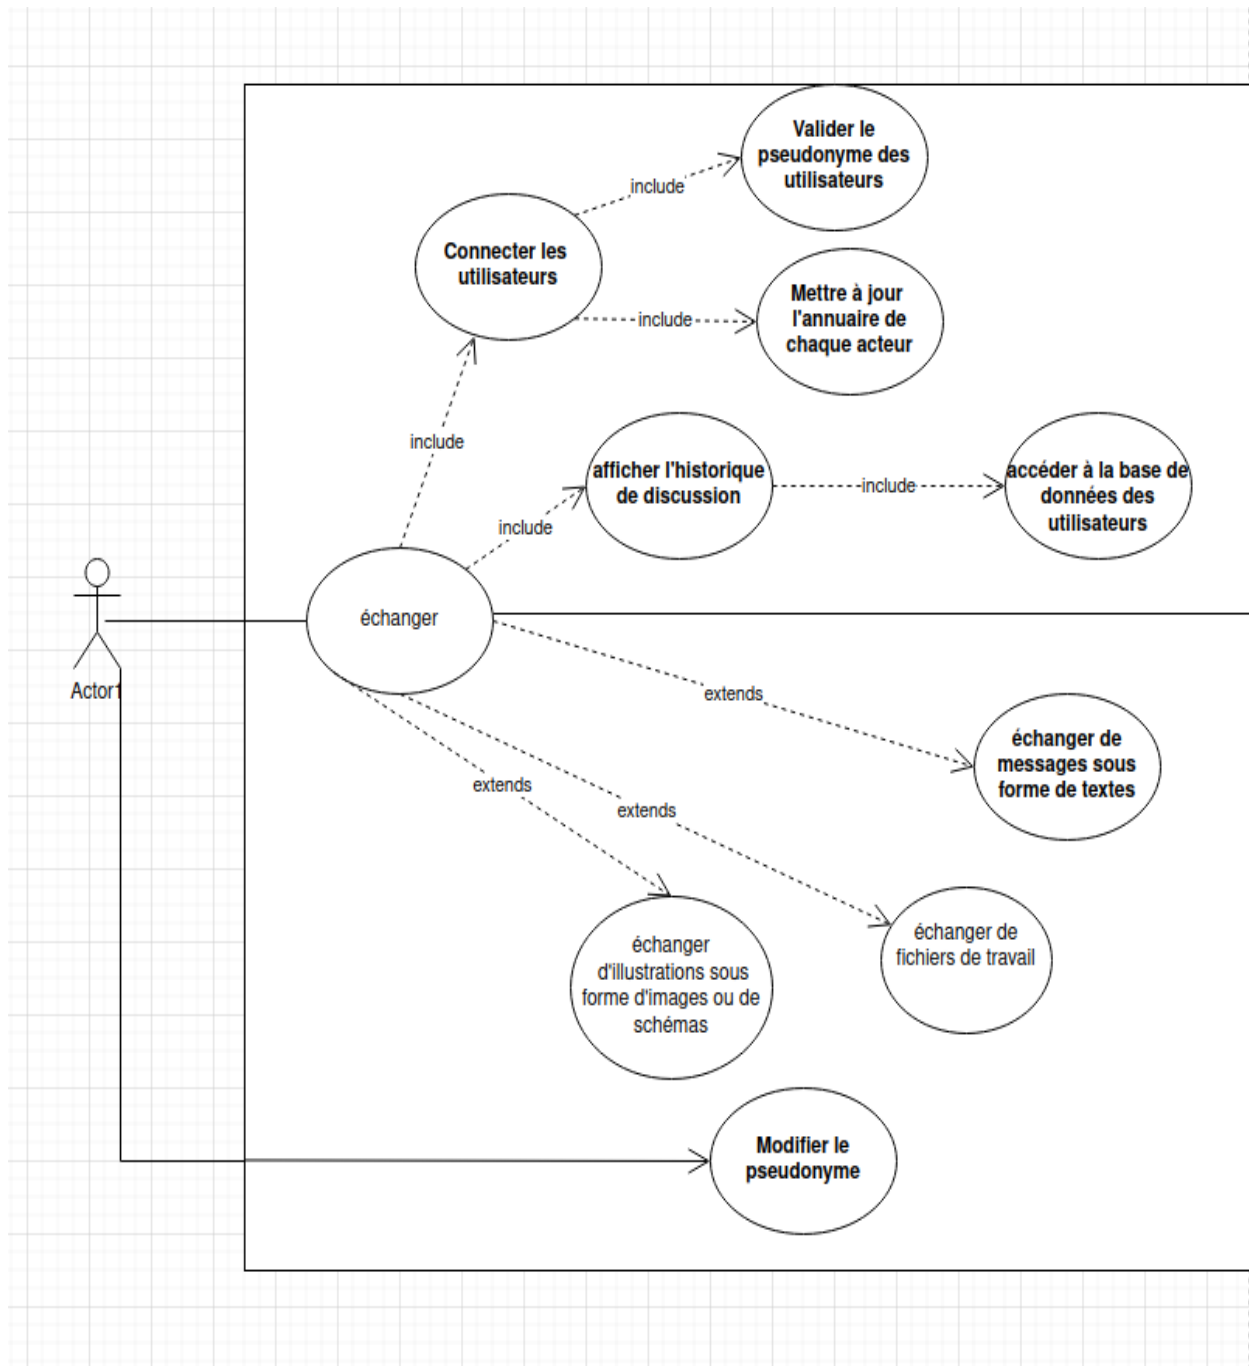 Valider le
pseudonyme des
utilisateurs
include
Connecter les
utilisateurs
Mettre à jour
l'annuaire de
chaque acteur
include
include
afficher l'historique
de discussion
include
accéder à la base de
données des
utilisateurs
include
échanger
Actor1
extends
échanger de
messages sous
forme de textes
extends
extends
échanger
d'illustrations sous
forme d'images ou de
schémas
échanger de
fichiers de travail
Modifier le
pseudonyme